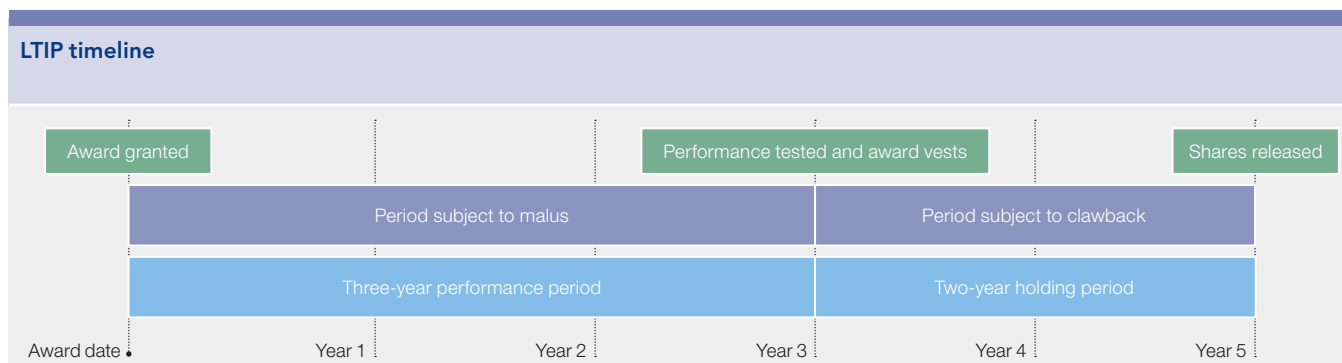 LTIP timeline
Award granted
Performance tested and award vests
Shares released
Period subject to malus
Period subject to clawback
Three-year performance period
Two-year holding period
Award date
Year 1
Year 2
Year 3
Year 4
Year 5